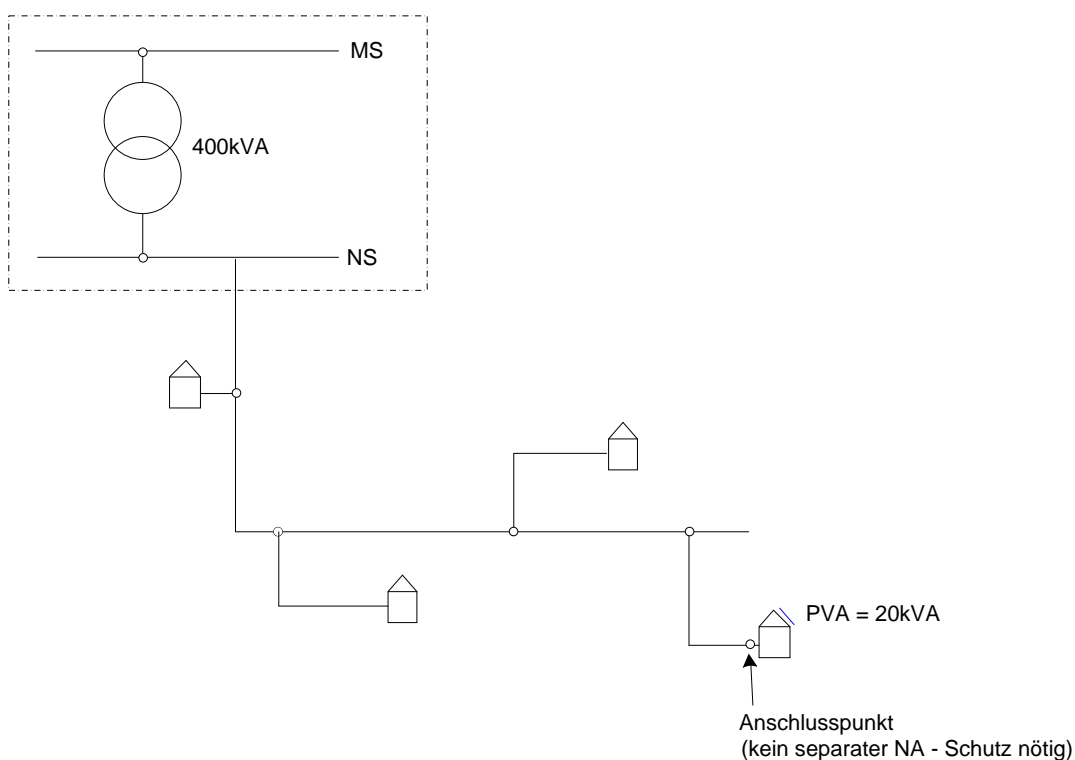 MS
400kVA
NS
PVA = 20kVA
Anschlusspunkt
(kein separater NA - Schutz nötig)